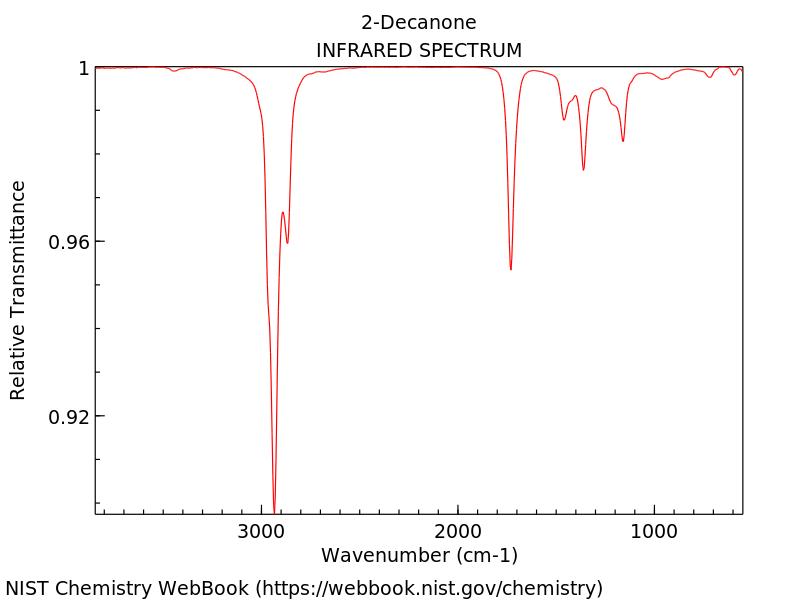 2-Decanone
INFRARED SPECTRUM
1
0.96
0.92
Relative Transmittance
3000 2000 1000
Wavenumber (cm-1)
NIST Chemistry WebBook (https://webbook.nist.gov/chemistry)